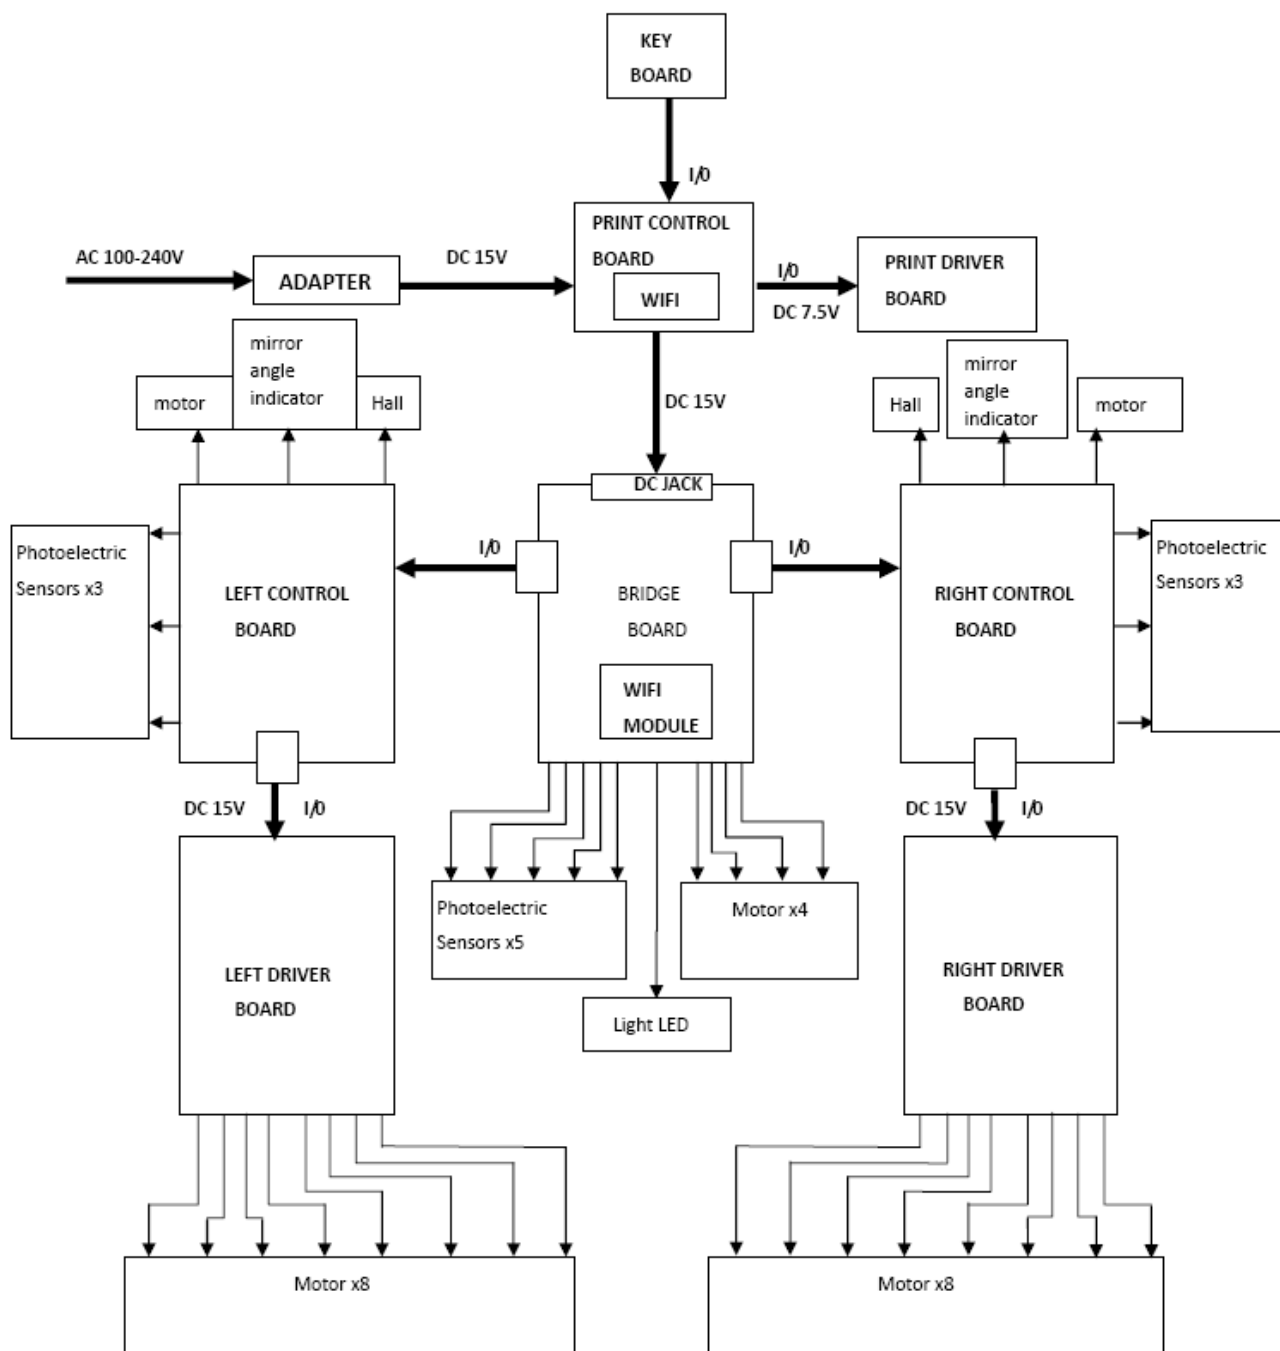 KEY
BOARD
I/0
PRINT CONTROL
BOARD
WIFI
AC 100-240V
ADAPTER
DC 15V
I/0
DC 7.5V
PRINT DRIVER
BOARD
motor
mirror
angle
indicator
Hall
DC 15V
Hall
mirror
angle
indicator
motor
DC JACK
Photoelectric
Sensors x3
LEFT CONTROL
BOARD
I/0
BRIDGE
BOARD
WIFI
MODULE
I/0
RIGHT CONTROL
BOARD
Photoelectric
Sensors x3
DC 15V
I/0
DC 15V
I/0
LEFT DRIVER
BOARD
Photoelectric
Sensors x5
Motor x4
Light LED
RIGHT DRIVER
BOARD
Motor x8
Motor x8